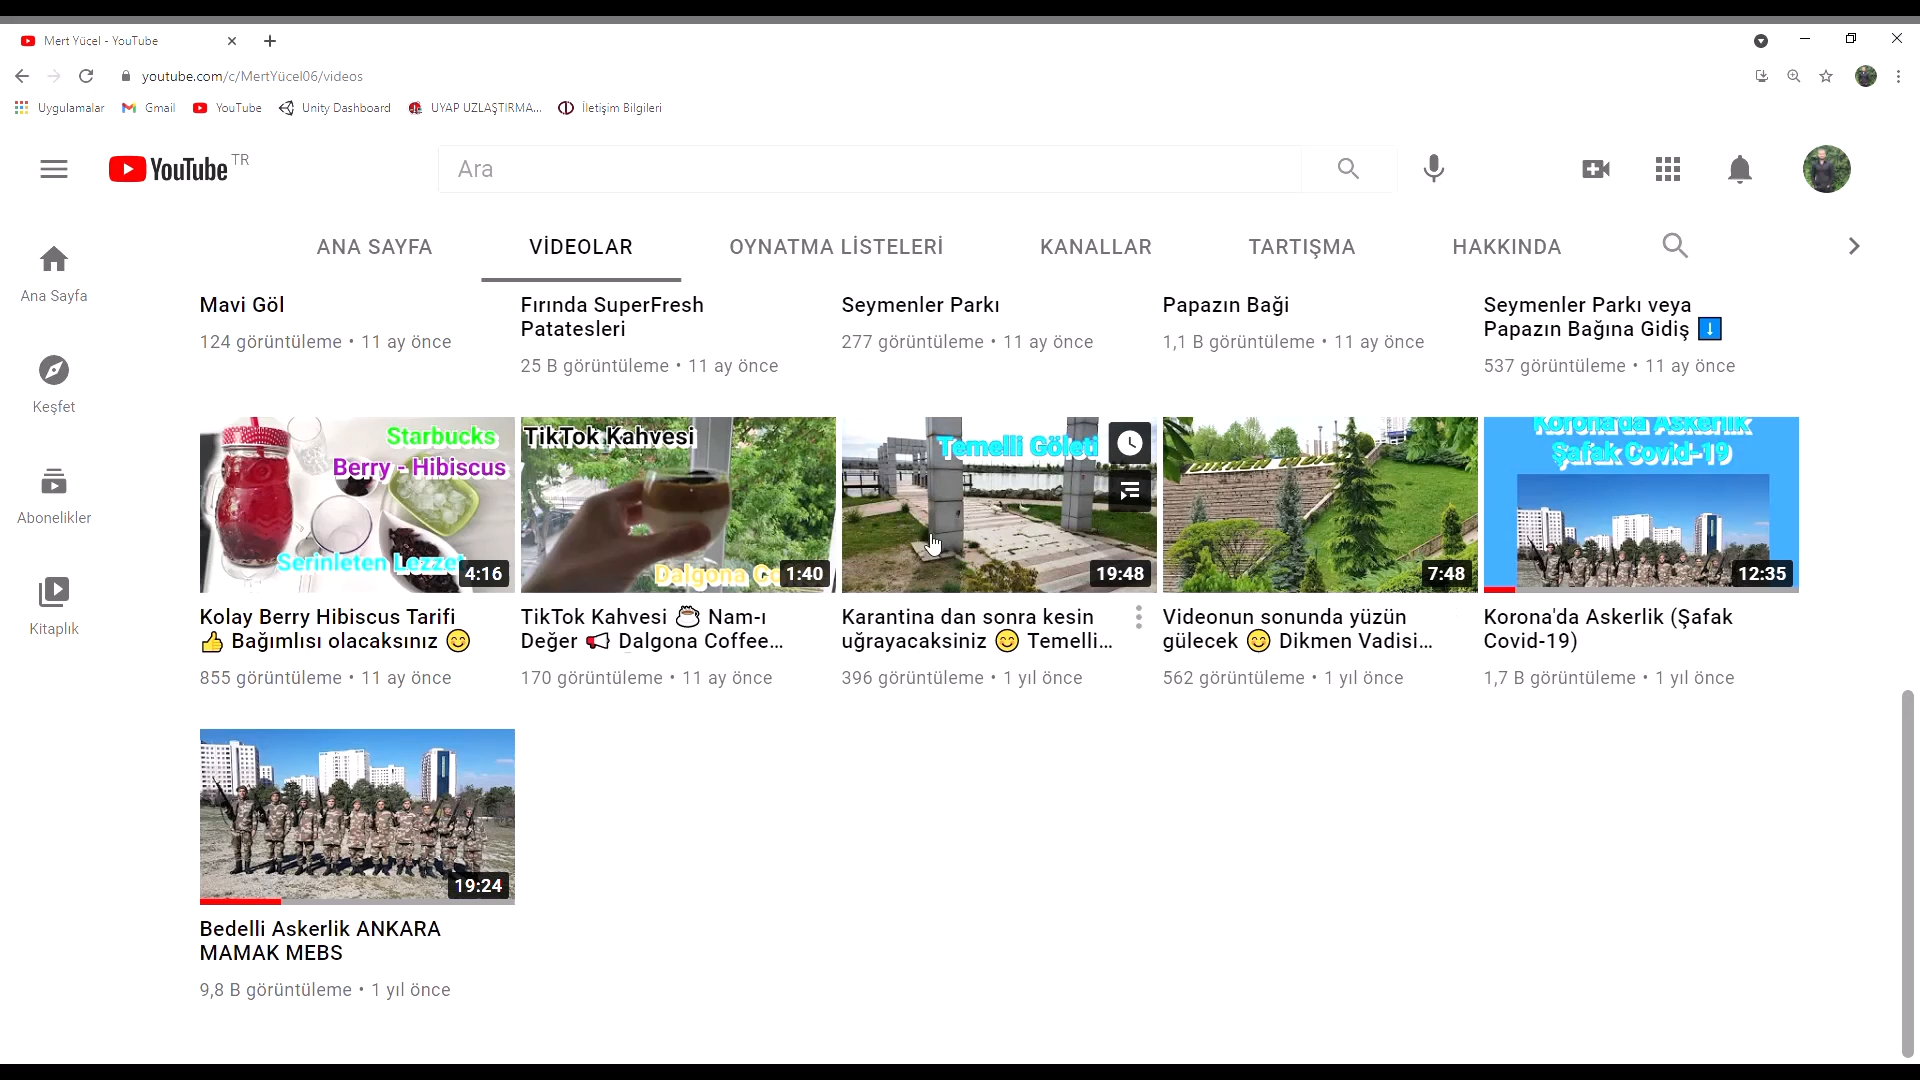 Mert Yücel - YouTube
youtube.com/c/MertYücel06/videos
Uygulamalar Gmail YouTube Unity Dashboard UYAP UZLAŞTIRMA... İletişim Bilgileri
YouTube TR
Ara
ANA SAYFA VİDEOLAR OYNATMA LİSTELERİ KANALLAR TARTIŞMA HAKKINDA
Ana Sayfa
Keşfet
Abonelikler
Kitaplık
Mavi Göl
124 görüntüleme • 11 ay önce
Fırında SuperFresh
Patatesleri
25 B görüntüleme • 11 ay önce
Seymenler Parkı
277 görüntüleme • 11 ay önce
Papazın Baği
1,1 B görüntüleme • 11 ay önce
Seymenler Parkı veya
Papazın Bağına Gidiş ⬇️
537 görüntüleme • 11 ay önce
Starbucks
Berry - Hibiscus
Serinleten Lezzet
4:16
Kolay Berry Hibiscus Tarifi
👍 Bağımlısı olacaksınız 😊
855 görüntüleme • 11 ay önce
TikTok Kahvesi
Dalgona Co
1:40
TikTok Kahvesi ☕ Nam-ı
Değer 📢 Dalgona Coffee...
170 görüntüleme • 11 ay önce
Temelli Göleti
19:48
Karantina dan sonra kesin
uğrayacaksiniz 😊 Temelli...
396 görüntüleme • 1 yıl önce
7:48
Videonun sonunda yüzün
gülecek 😊 Dikmen Vadisi...
562 görüntüleme • 1 yıl önce
Korona'da Askerlik
Şafak Covid-19
12:35
Korona'da Askerlik (Şafak
Covid-19)
1,7 B görüntüleme • 1 yıl önce
19:24
Bedelli Askerlik ANKARA
MAMAK MEBS
9,8 B görüntüleme • 1 yıl önce